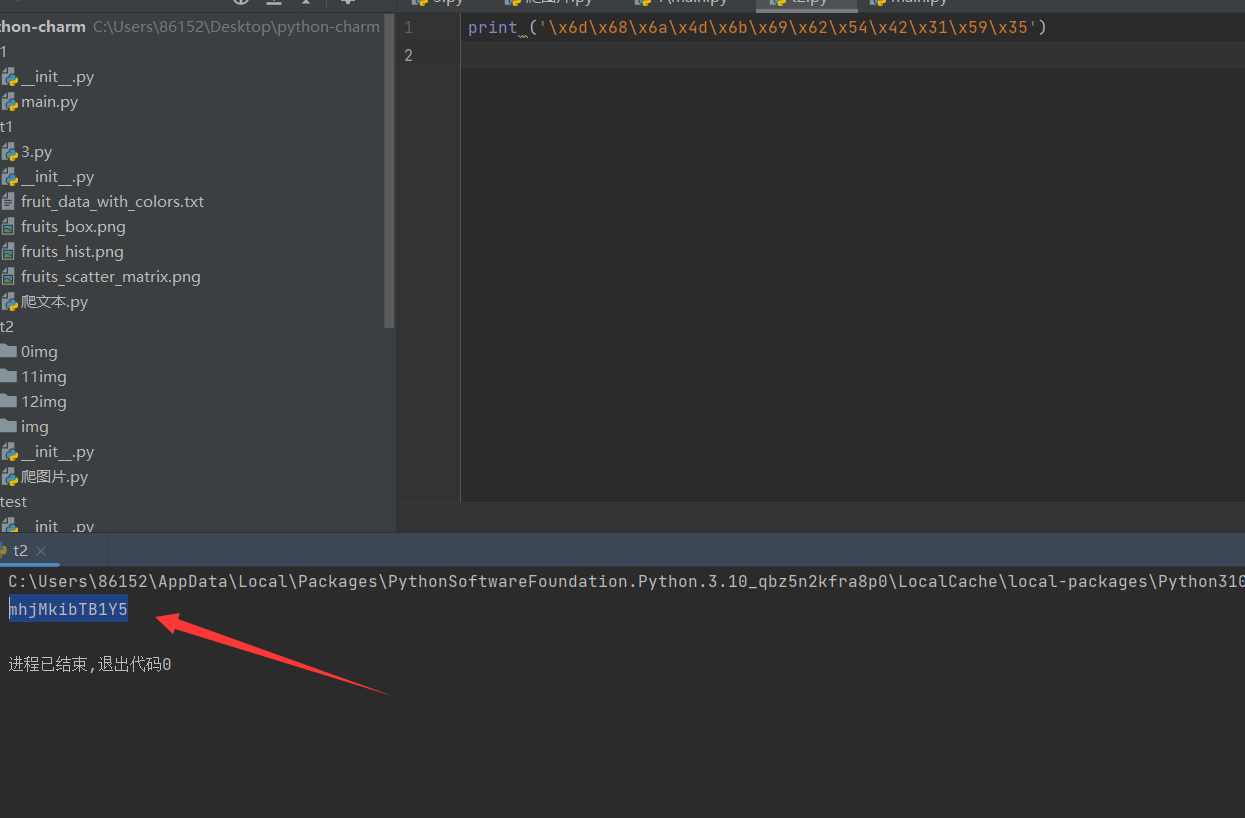 thon-charm C:\Users\86152\Desktop\python-charm
1
__init__.py
main.py
t1
3.py
__init__.py
fruit_data_with_colors.txt
fruits_box.png
fruits_hist.png
fruits_scatter_matrix.png
爬文本.py
t2
0img
11img
12img
img
__init__.py
爬图片.py
test
__init__.py
1 print ('\x6d\x68\x6a\x4d\x6b\x69\x62\x54\x42\x31\x59\x35')
2
t2
C:\Users\86152\AppData\Local\Packages\PythonSoftwareFoundation.Python.3.10_qbz5n2kfra8p0\LocalCache\local-packages\Python310
mhjMkibTB1Y5
进程已结束,退出代码0